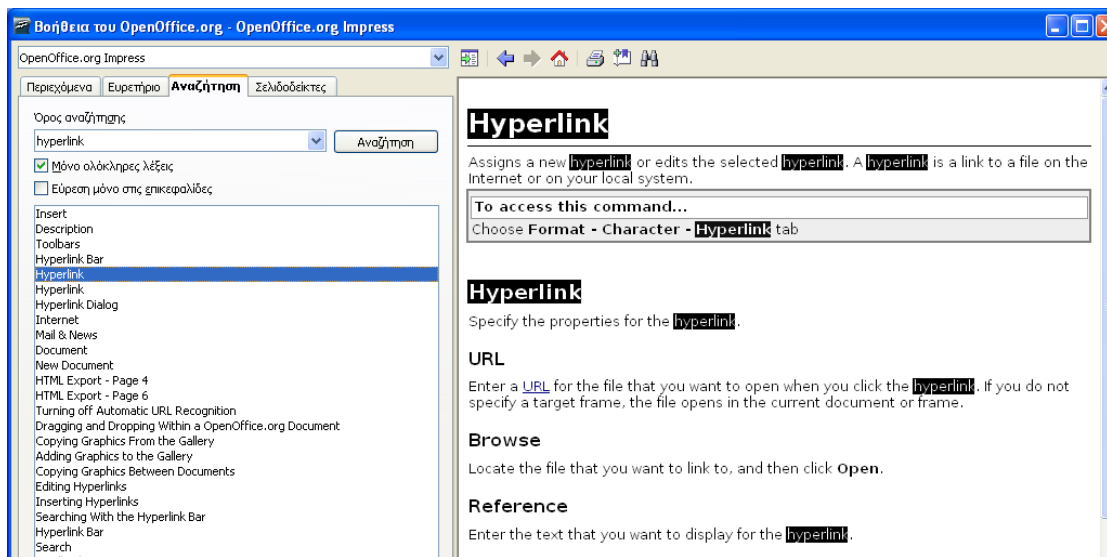 Βοήθεια του OpenOffice.org - OpenOffice.org Impress
OpenOffice.org Impress
Περιεχόμενα Ευρετήριο Αναζήτηση Σελιδοδείκτες
Όρος αναζήτησης
hyperlink
Αναζήτηση
Μόνο ολόκληρες λέξεις
Εύρεση μόνο στις επικεφαλίδες
Insert
Description
Toolbars
Hyperlink Bar
Hyperlink
Hyperlink
Hyperlink Dialog
Internet
Mail & News
Document
New Document
HTML Export - Page 4
HTML Export - Page 6
Turning off Automatic URL Recognition
Dragging and Dropping Within a OpenOffice.org Document
Copying Graphics From the Gallery
Adding Graphics to the Gallery
Copying Graphics Between Documents
Editing Hyperlinks
Inserting Hyperlinks
Searching With the Hyperlink Bar
Hyperlink Bar
Search
Hyperlink
Assigns a new hyperlink or edits the selected hyperlink. A hyperlink is a link to a file on the
Internet or on your local system.
To access this command...
Choose Format - Character - Hyperlink tab
Hyperlink
Specify the properties for the hyperlink.
URL
Enter a URL for the file that you want to open when you click the hyperlink. If you do not
specify a target frame, the file opens in the current document or frame.
Browse
Locate the file that you want to link to, and then click Open.
Reference
Enter the text that you want to display for the hyperlink.